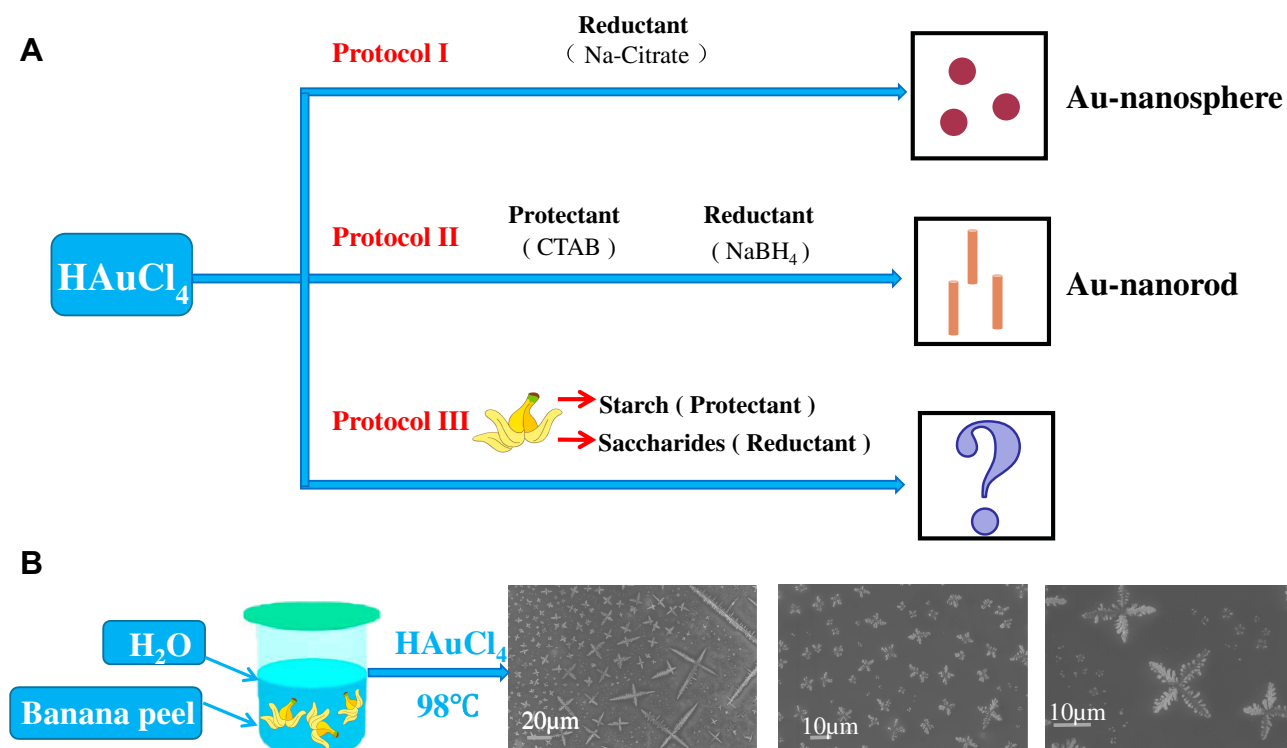 A
Protocol I
Reductant
( Na-Citrate )
Au-nanosphere
HAuCl₄
Protocol II
Protectant
( CTAB )
Reductant
( NaBH₄ )
Au-nanorod
Protocol III
Starch ( Protectant )
Saccharides ( Reductant )
?
B
H₂O
Banana peel
HAuCl₄
98℃
20μm
10μm
10μm